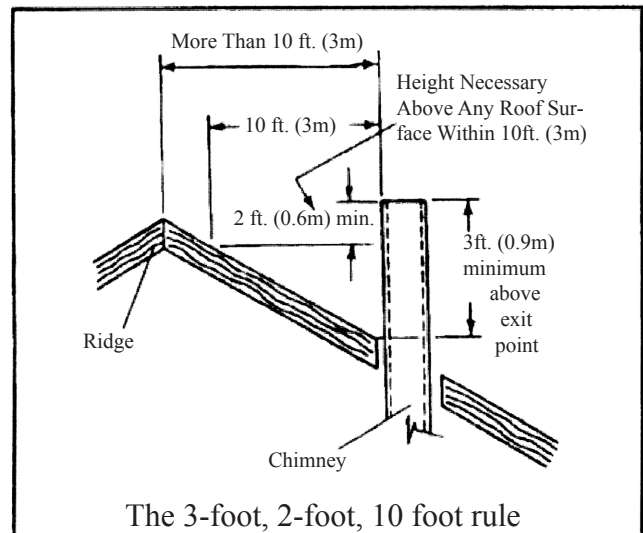 More Than 10 ft. (3m)
Height Necessary
Above Any Roof Sur-
face Within 10ft. (3m)
10 ft. (3m)
2 ft. (0.6m) min.
3ft. (0.9m)
minimum
above
exit
point
Ridge
Chimney
The 3-foot, 2-foot, 10 foot rule